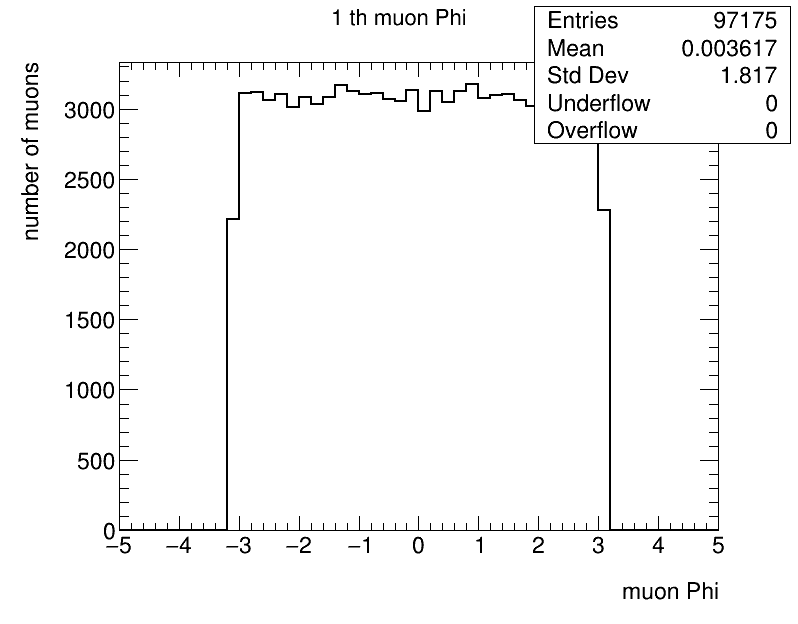 1 th muon Phi
Entries 97175
Mean 0.003617
Std Dev 1.817
Underflow 0
Overflow 0
number of muons
3000
2500
2000
1500
1000
500
0
−5 −4 −3 −2 −1 0 1 2 3 4 5
muon Phi